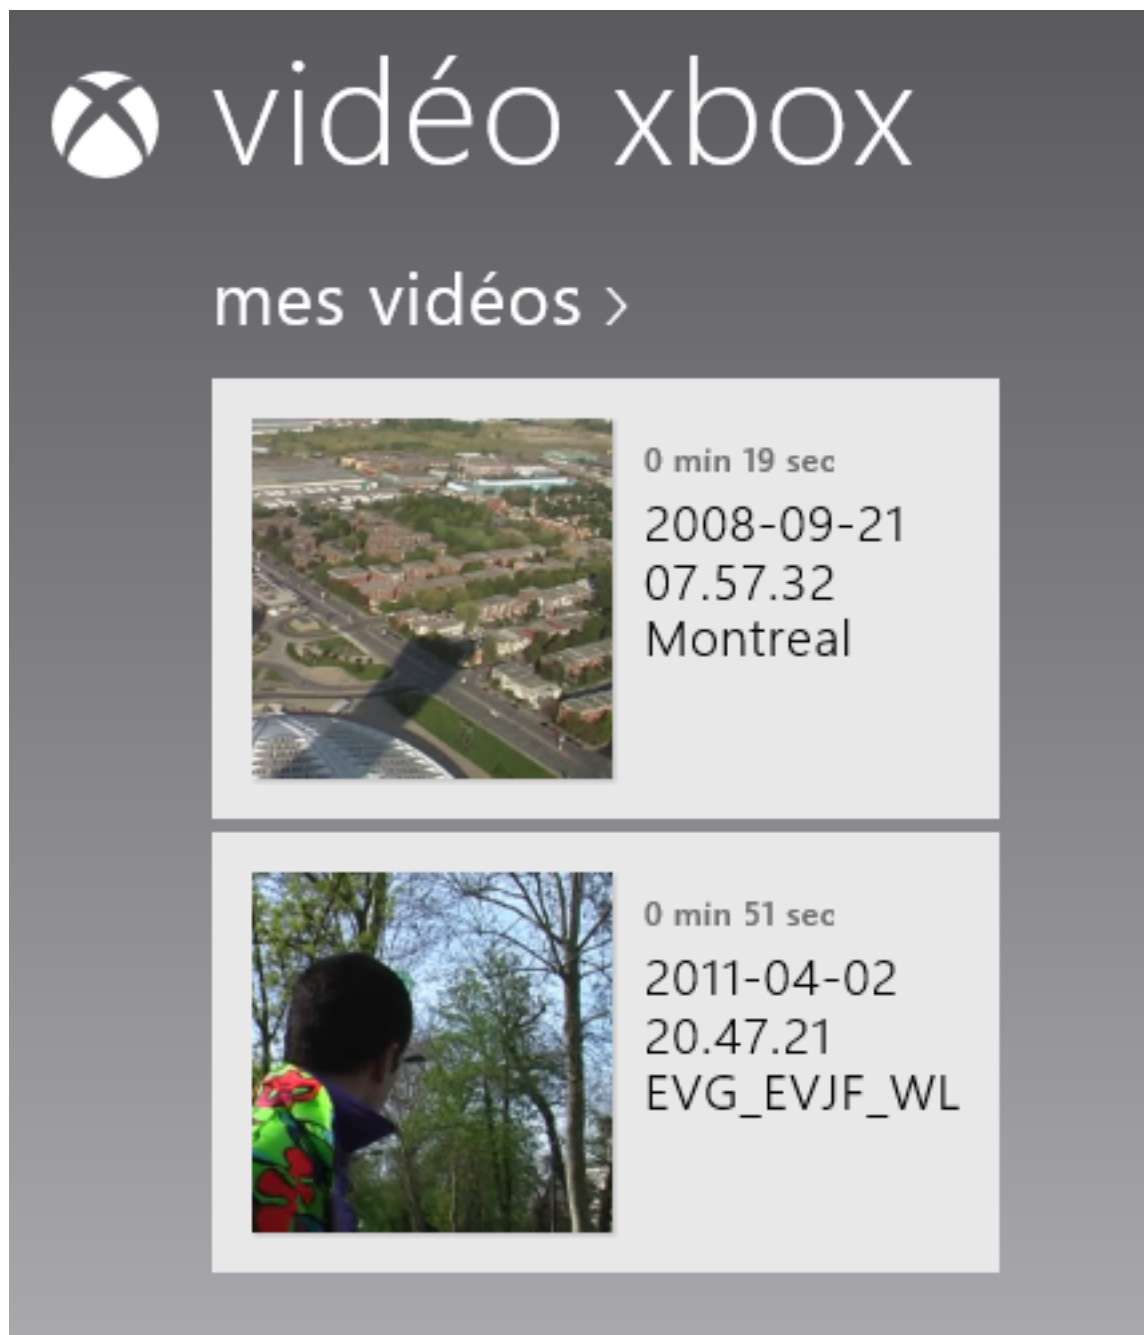 vidéo xbox
mes vidéos >
0 min 19 sec
2008-09-21
07.57.32
Montreal
0 min 51 sec
2011-04-02
20.47.21
EVG_EVJF_WL